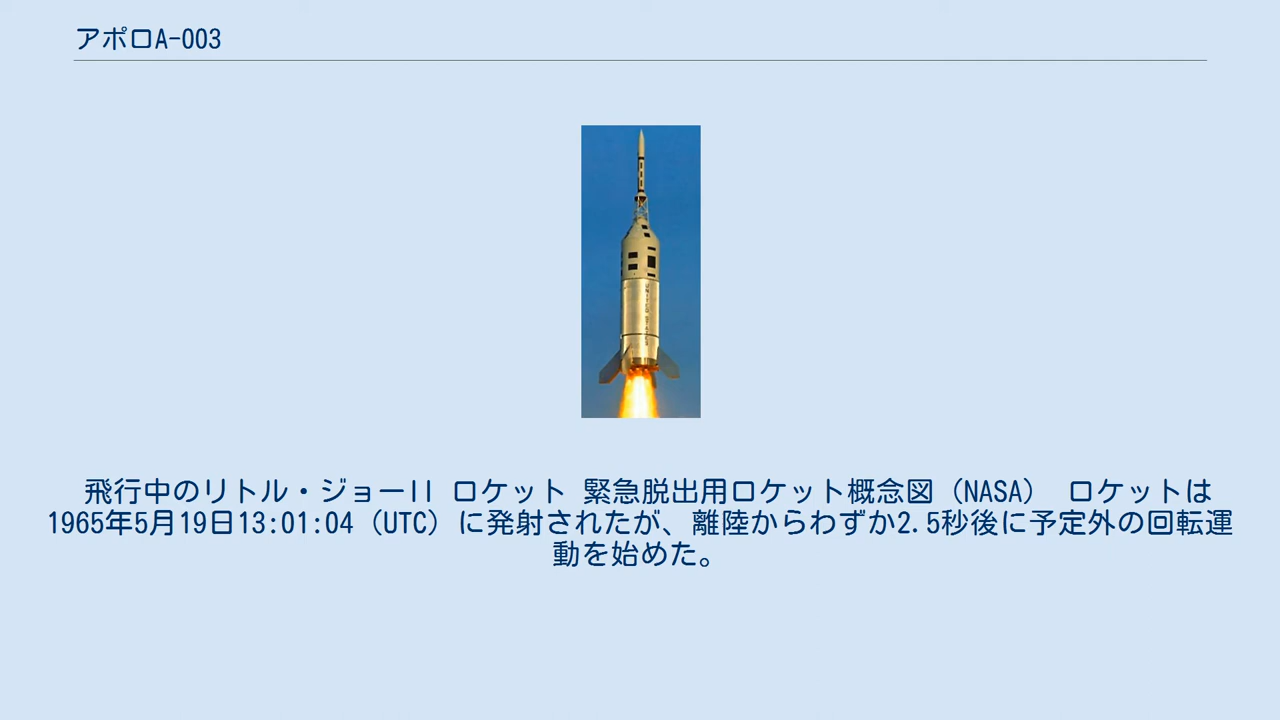 アポロA-003
飛行中のリトル・ジョーII ロケット 緊急脱出用ロケット概念図（NASA） ロケットは
1965年5月19日13:01:04（UTC）に発射されたが、離陸からわずか2.5秒後に予定外の回転運
動を始めた。